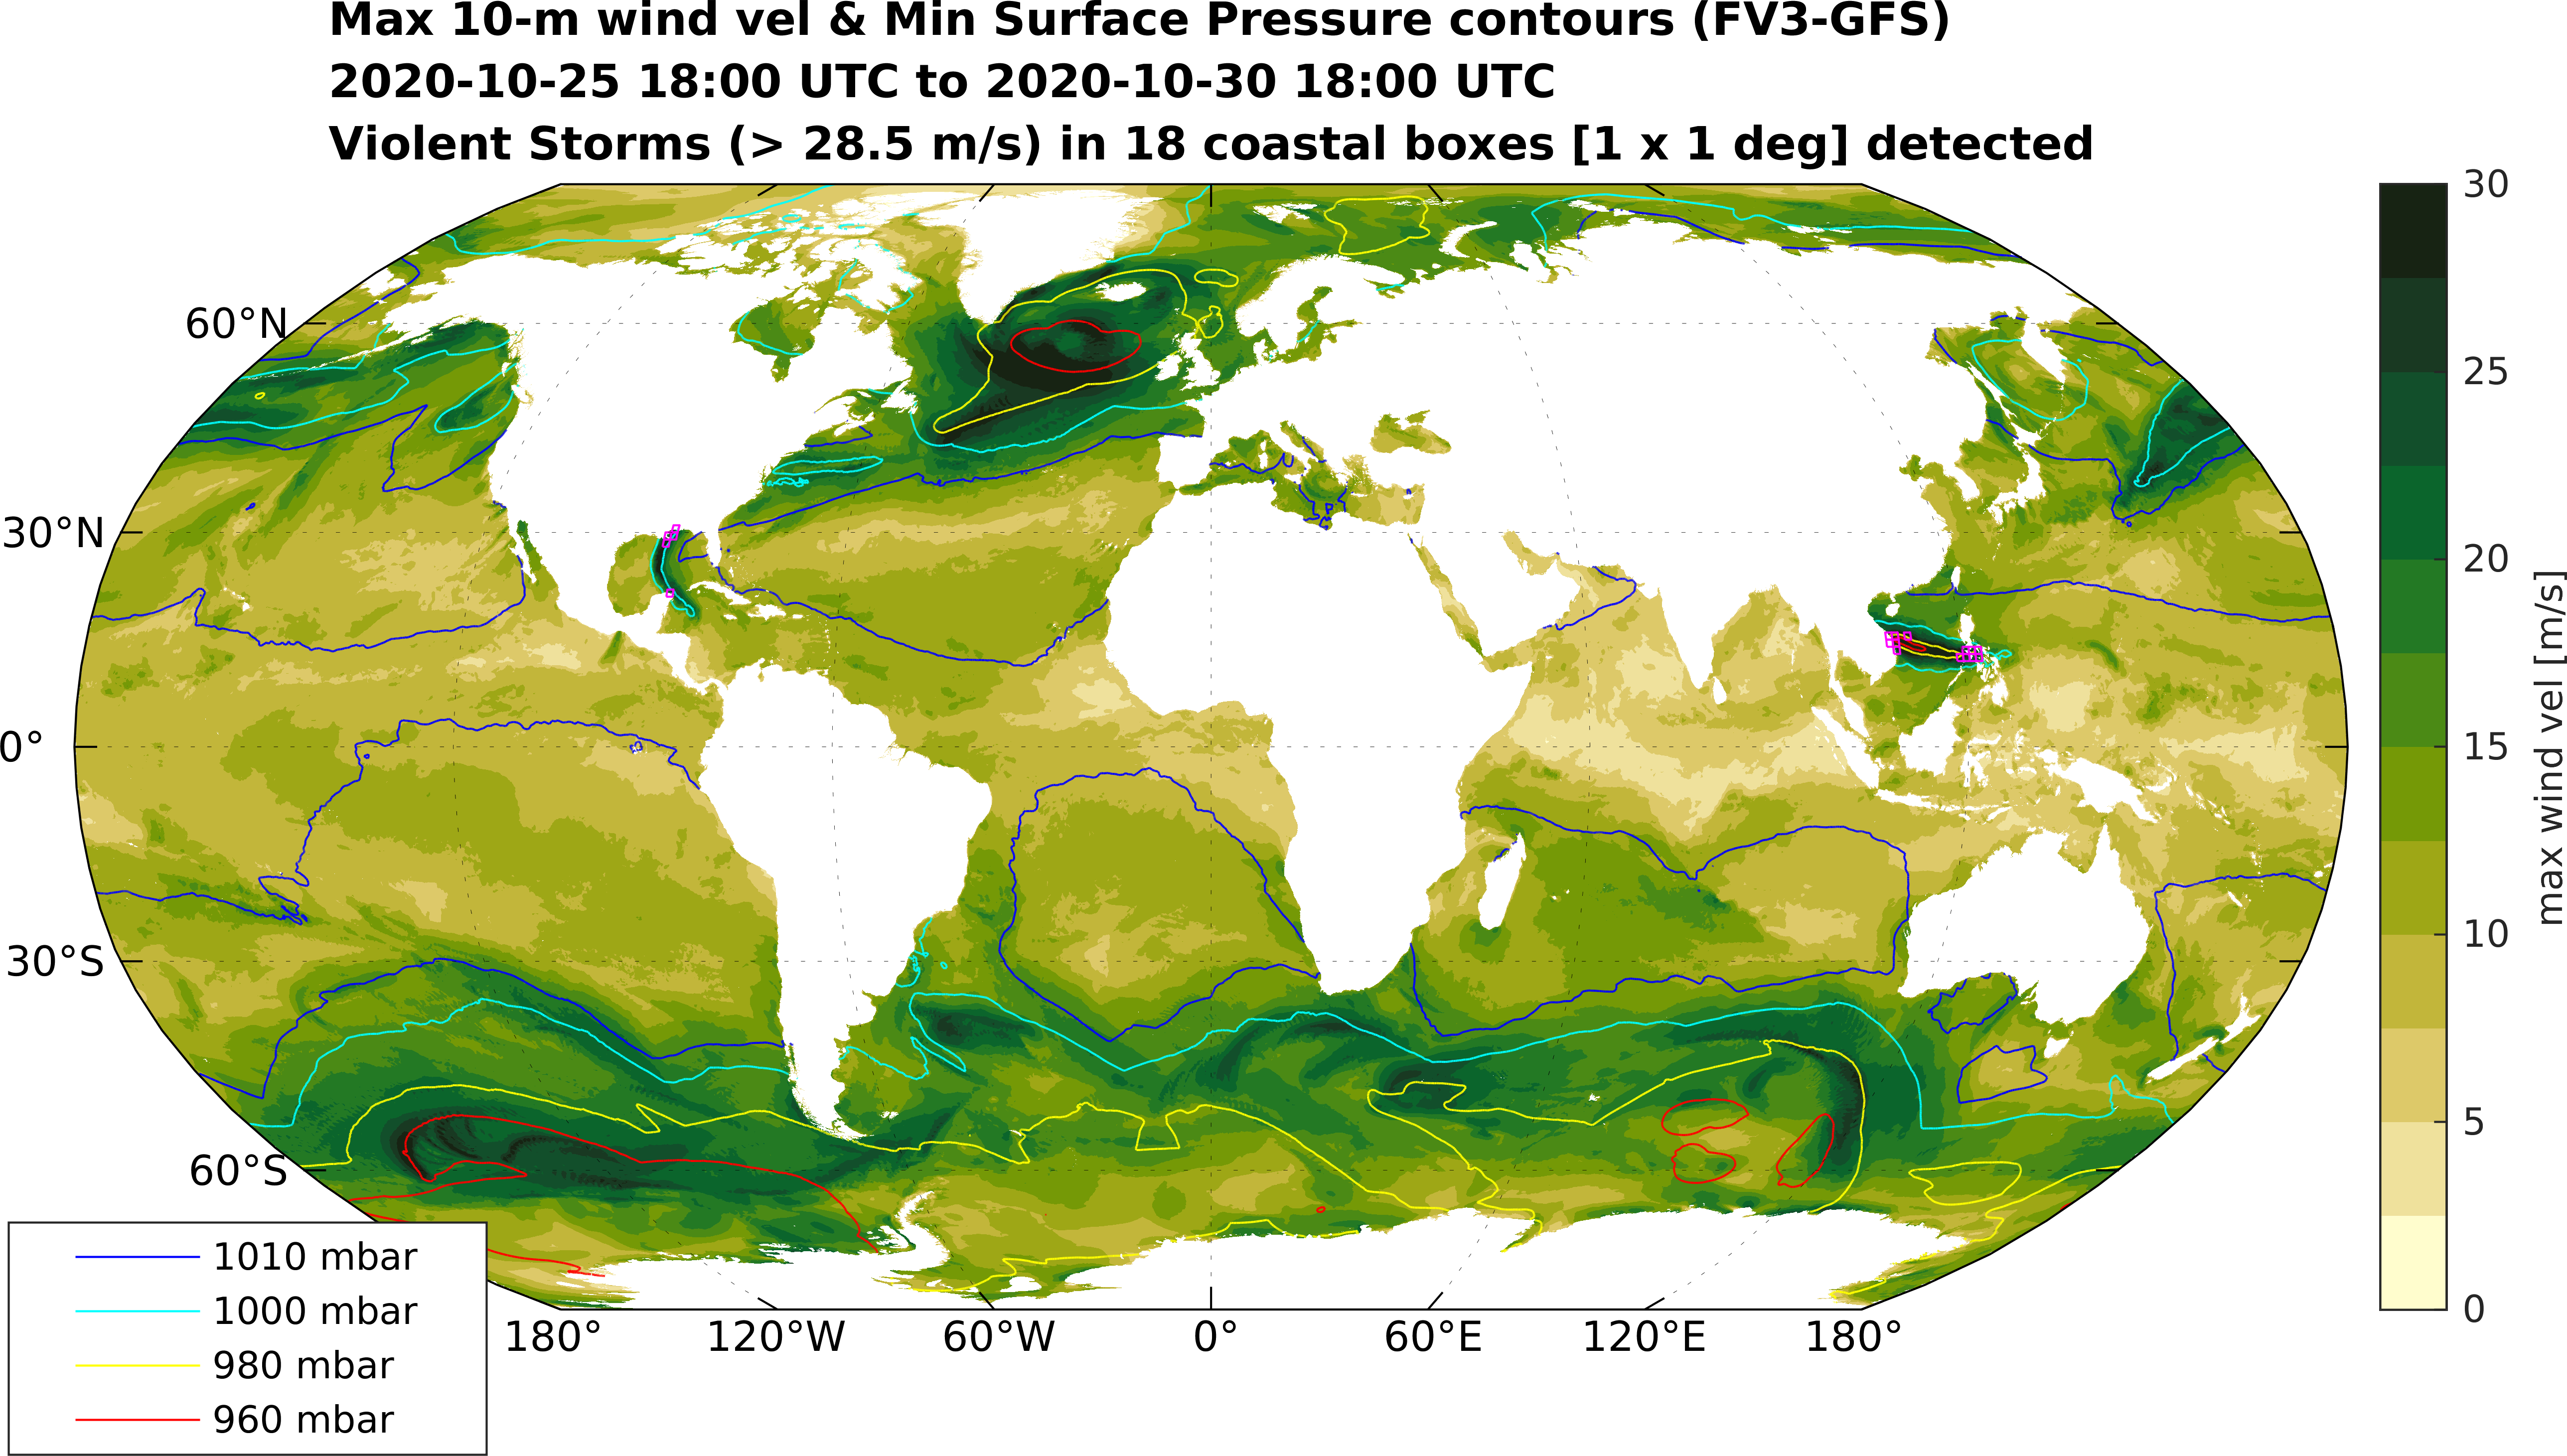 Max 10-m wind vel & Min Surface Pressure contours (FV3-GFS)
2020-10-25 18:00 UTC to 2020-10-30 18:00 UTC
Violent Storms (> 28.5 m/s) in 18 coastal boxes [1 x 1 deg] detected
60°N
30°N
0°
30°S
60°S
180°
120°W
60°W
0°
60°E
120°E
180°
1010 mbar
1000 mbar
980 mbar
960 mbar
30
25
20
15
10
5
0
max wind vel [m/s]